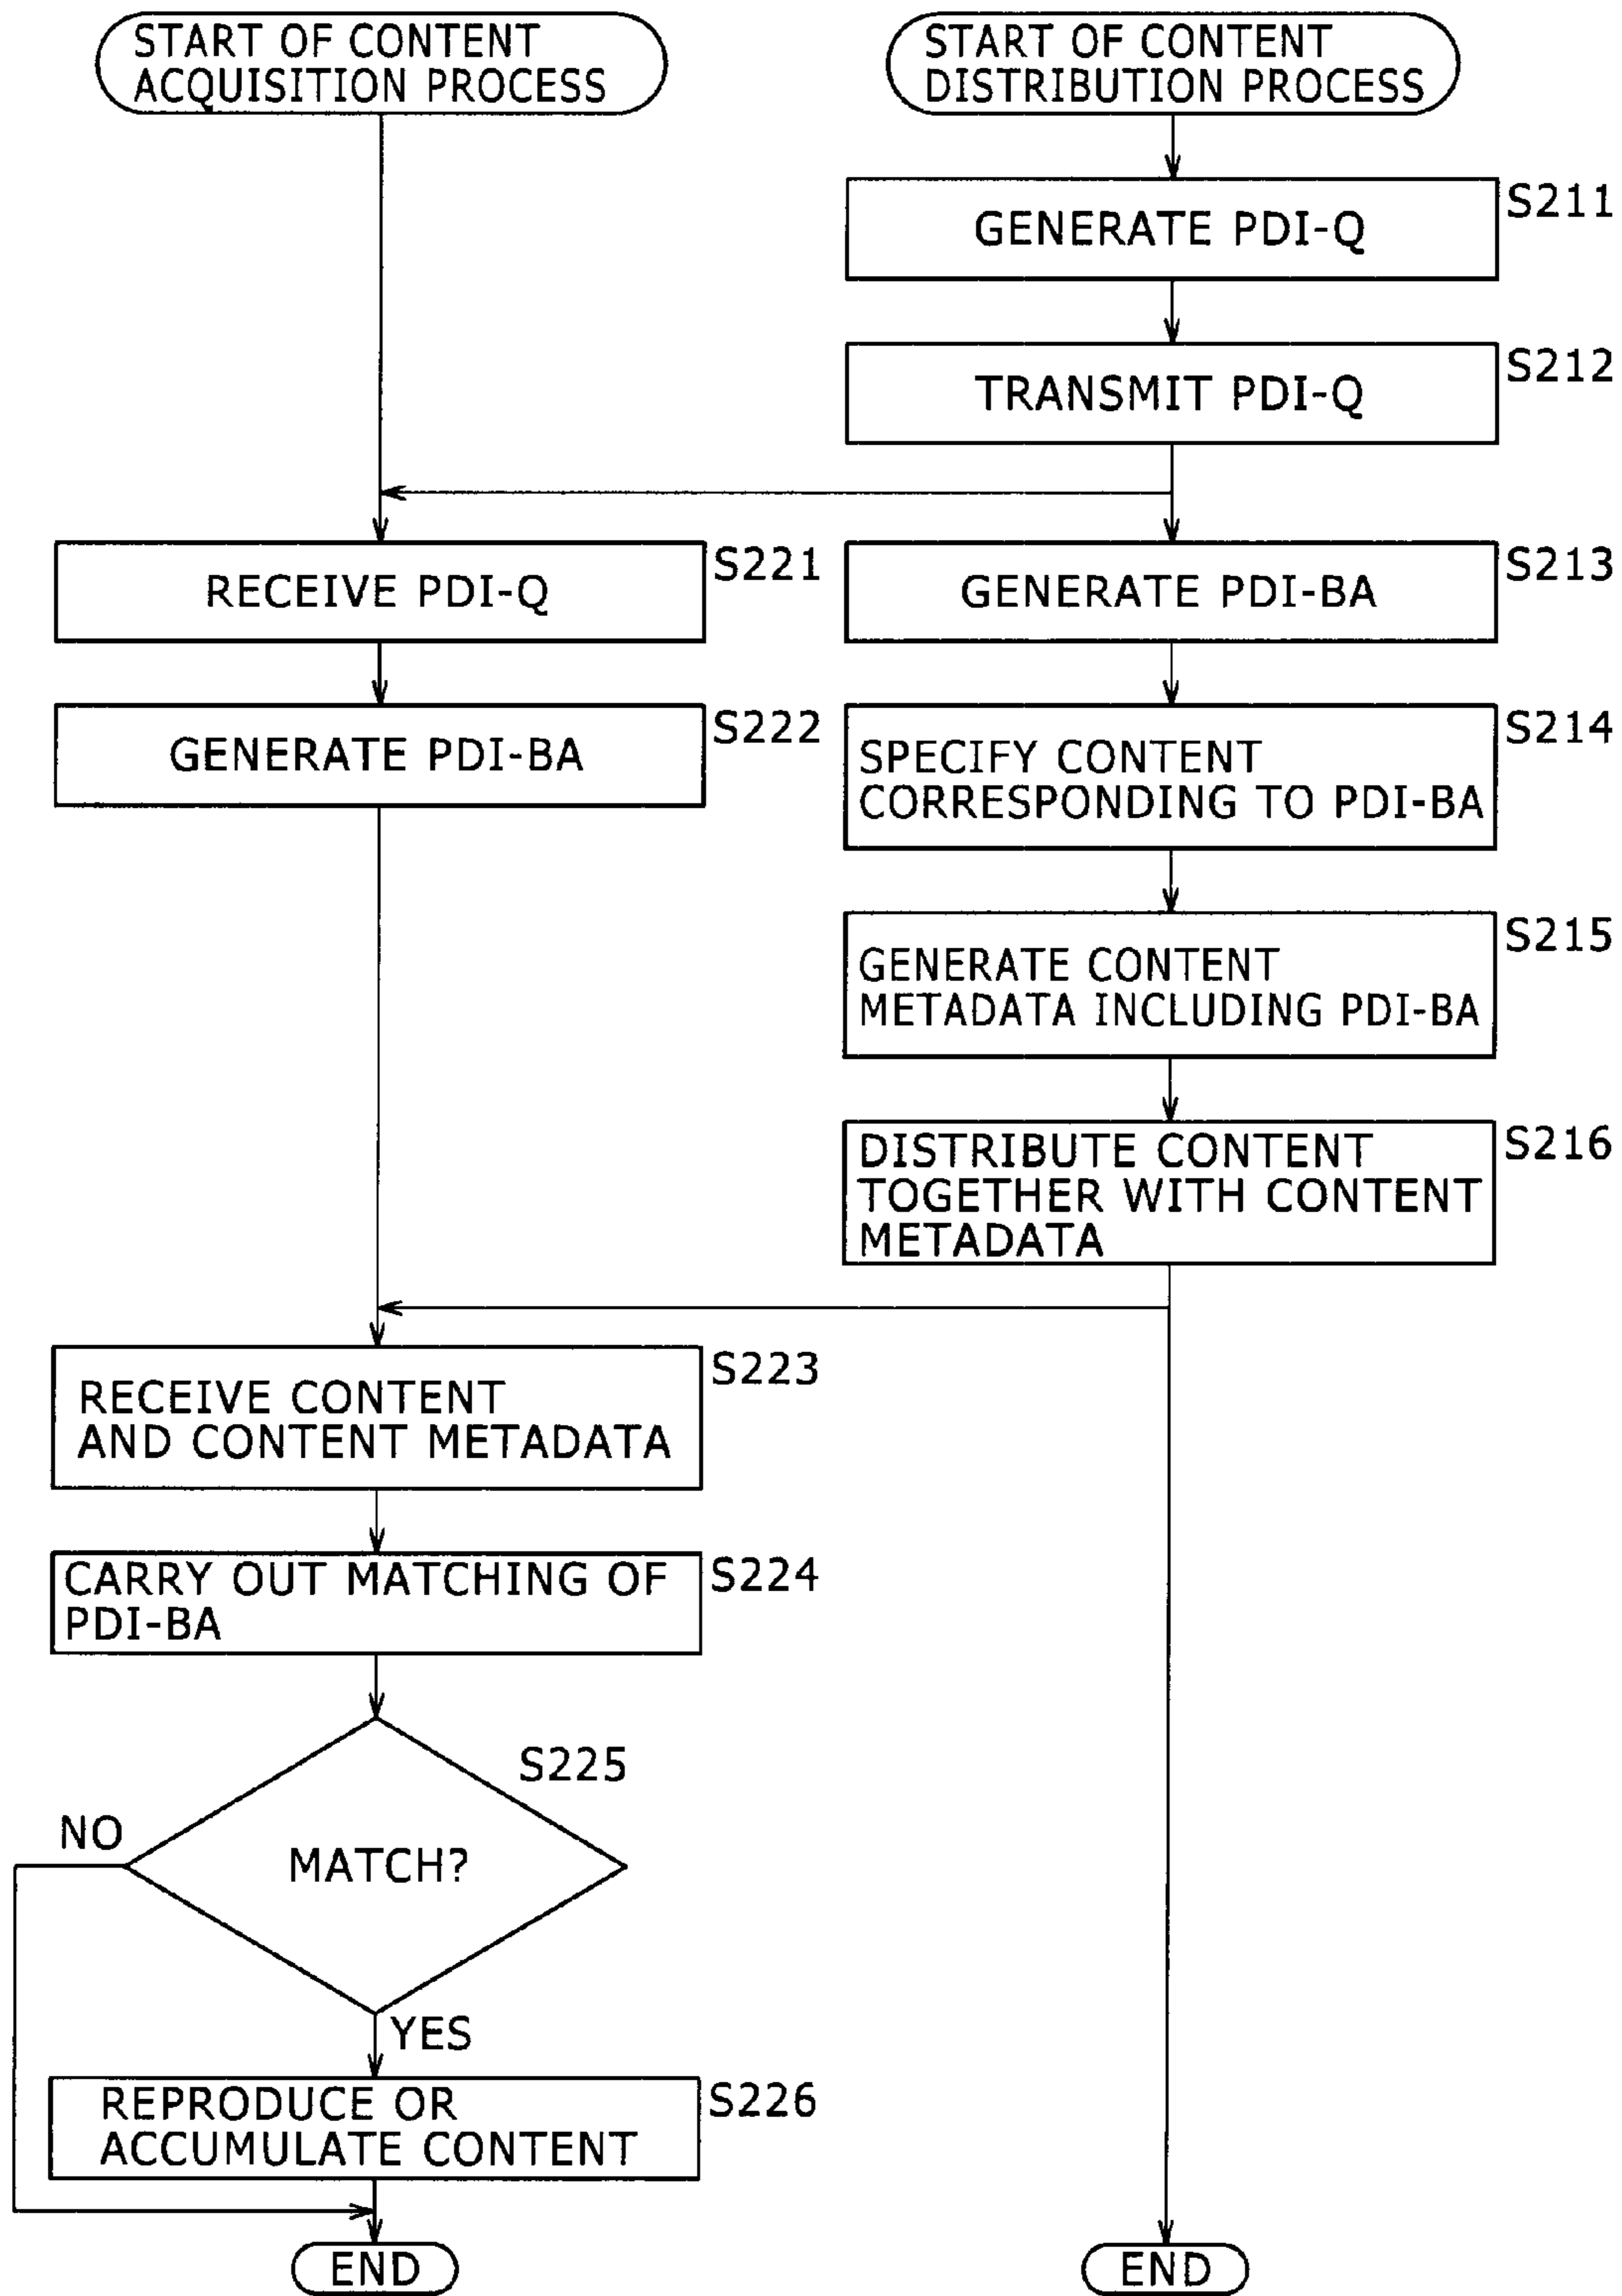 START OF CONTENT
ACQUISITION PROCESS
START OF CONTENT
DISTRIBUTION PROCESS
S211
GENERATE PDI-Q
S212
TRANSMIT PDI-Q
S221
RECEIVE PDI-Q
S213
GENERATE PDI-BA
S222
GENERATE PDI-BA
S214
SPECIFY CONTENT
CORRESPONDING TO PDI-BA
S215
GENERATE CONTENT
METADATA INCLUDING PDI-BA
S216
DISTRIBUTE CONTENT
TOGETHER WITH CONTENT
METADATA
S223
RECEIVE CONTENT
AND CONTENT METADATA
S224
CARRY OUT MATCHING OF
PDI-BA
S225
NO
MATCH?
YES
S226
REPRODUCE OR
ACCUMULATE CONTENT
END
END